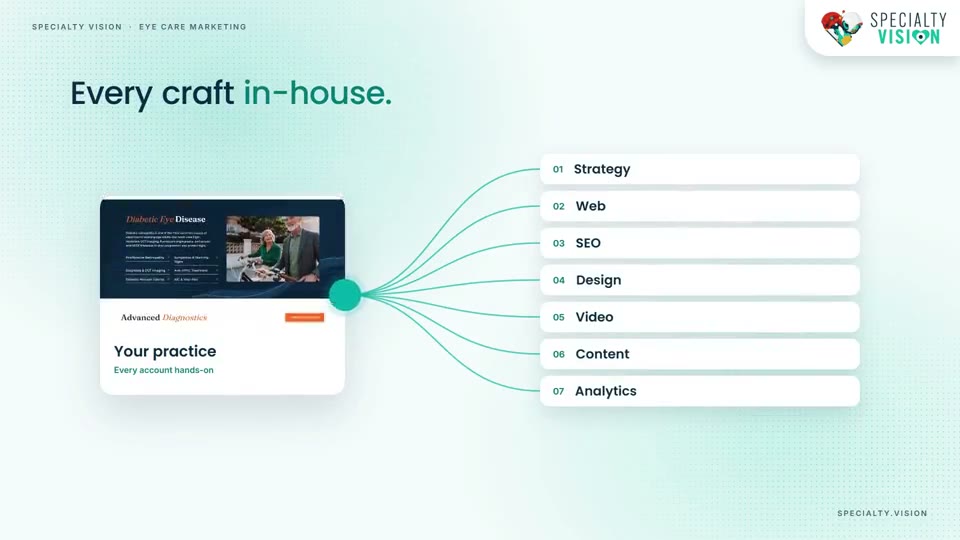 SPECIALTY VISION · EYE CARE MARKETING
SPECIALTY
VISION
Every craft in-house.
Diabetic Eye Disease
Advanced Diagnostics
Your practice
Every account hands-on
01 Strategy
02 Web
03 SEO
04 Design
05 Video
06 Content
07 Analytics
SPECIALTY.VISION